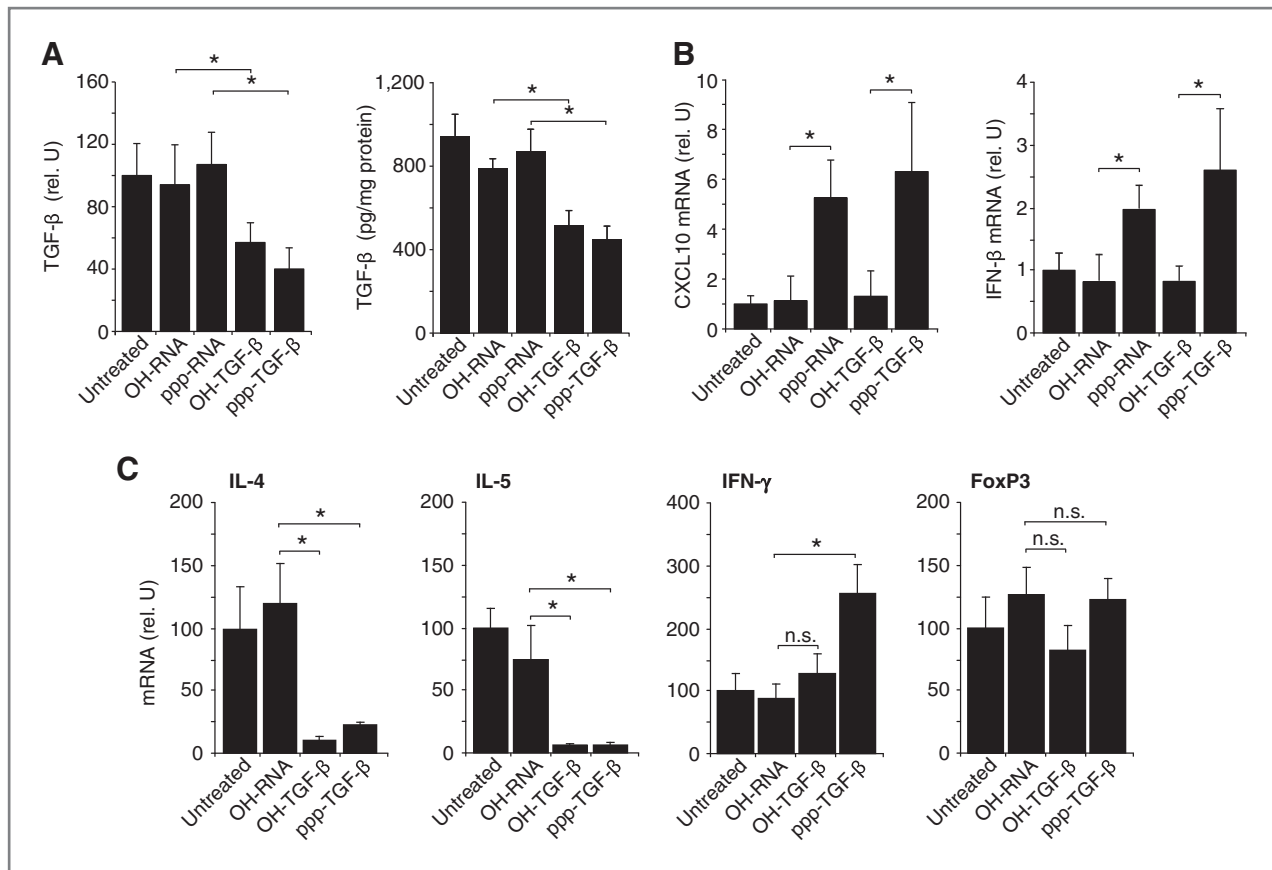 A
*
*
160
120
80
40
0
TGF-β (rel. U)
Untreated
OH-RNA
ppp-RNA
OH-TGF-β
ppp-TGF-β
*
*
1,200
800
400
0
TGF-β (pg/mg protein)
Untreated
OH-RNA
ppp-RNA
OH-TGF-β
ppp-TGF-β
B
*
*
10
8
6
4
2
0
CXCL10 mRNA (rel. U)
Untreated
OH-RNA
ppp-RNA
OH-TGF-β
ppp-TGF-β
*
*
4
3
2
1
0
IFN-β mRNA (rel. U)
Untreated
OH-RNA
ppp-RNA
OH-TGF-β
ppp-TGF-β
C
IL-4
*
*
200
150
100
50
0
mRNA (rel. U)
Untreated
OH-RNA
OH-TGF-β
ppp-TGF-β
IL-5
*
*
200
150
100
50
0
Untreated
OH-RNA
OH-TGF-β
ppp-TGF-β
IFN-γ
*
n.s.
400
300
200
100
0
Untreated
OH-RNA
OH-TGF-β
ppp-TGF-β
FoxP3
n.s.
n.s.
200
150
100
50
0
Untreated
OH-RNA
OH-TGF-β
ppp-TGF-β